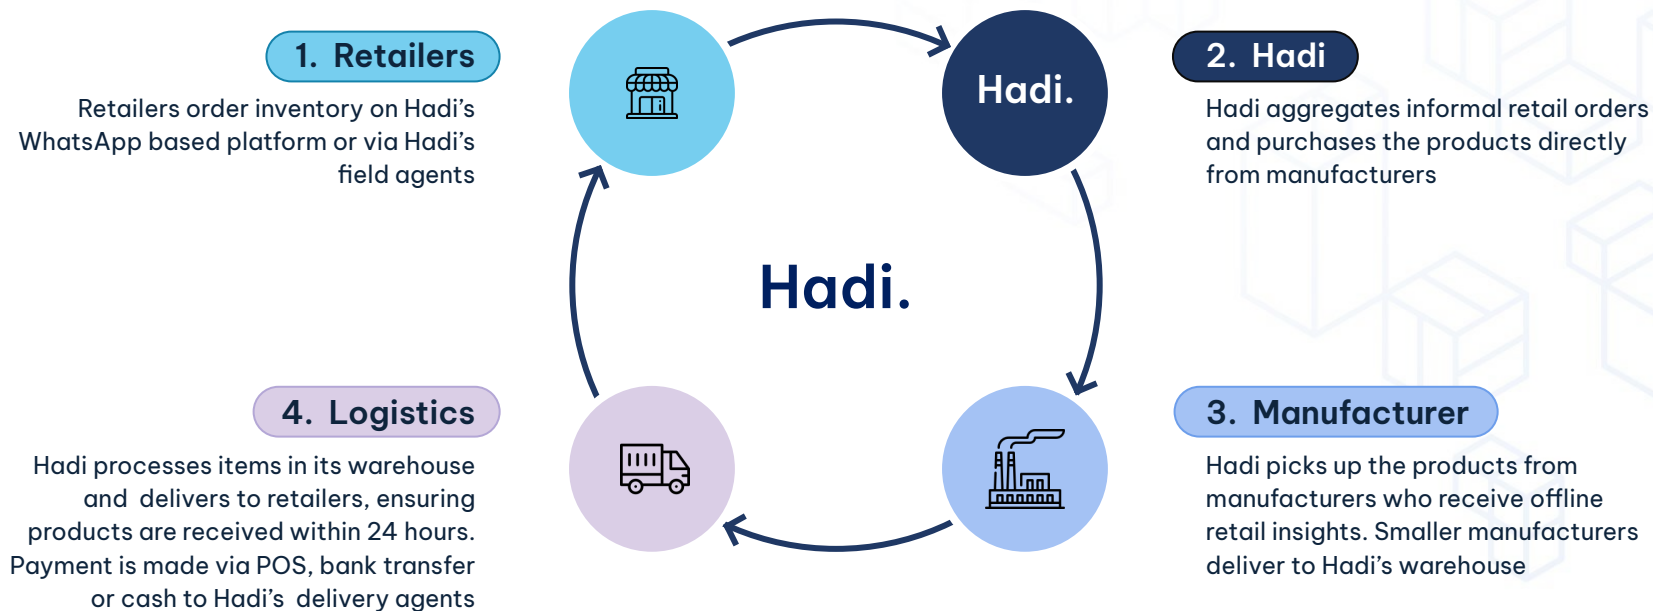 1. Retailers
Retailers order inventory on Hadi's
WhatsApp based platform or via Hadi's
field agents
Hadi.
2. Hadi
Hadi aggregates informal retail orders
and purchases the products directly
from manufacturers
Hadi.
4. Logistics
Hadi processes items in its warehouse
and delivers to retailers, ensuring
products are received within 24 hours.
Payment is made via POS, bank transfer
or cash to Hadi's delivery agents
3. Manufacturer
Hadi picks up the products from
manufacturers who receive offline
retail insights. Smaller manufacturers
deliver to Hadi's warehouse